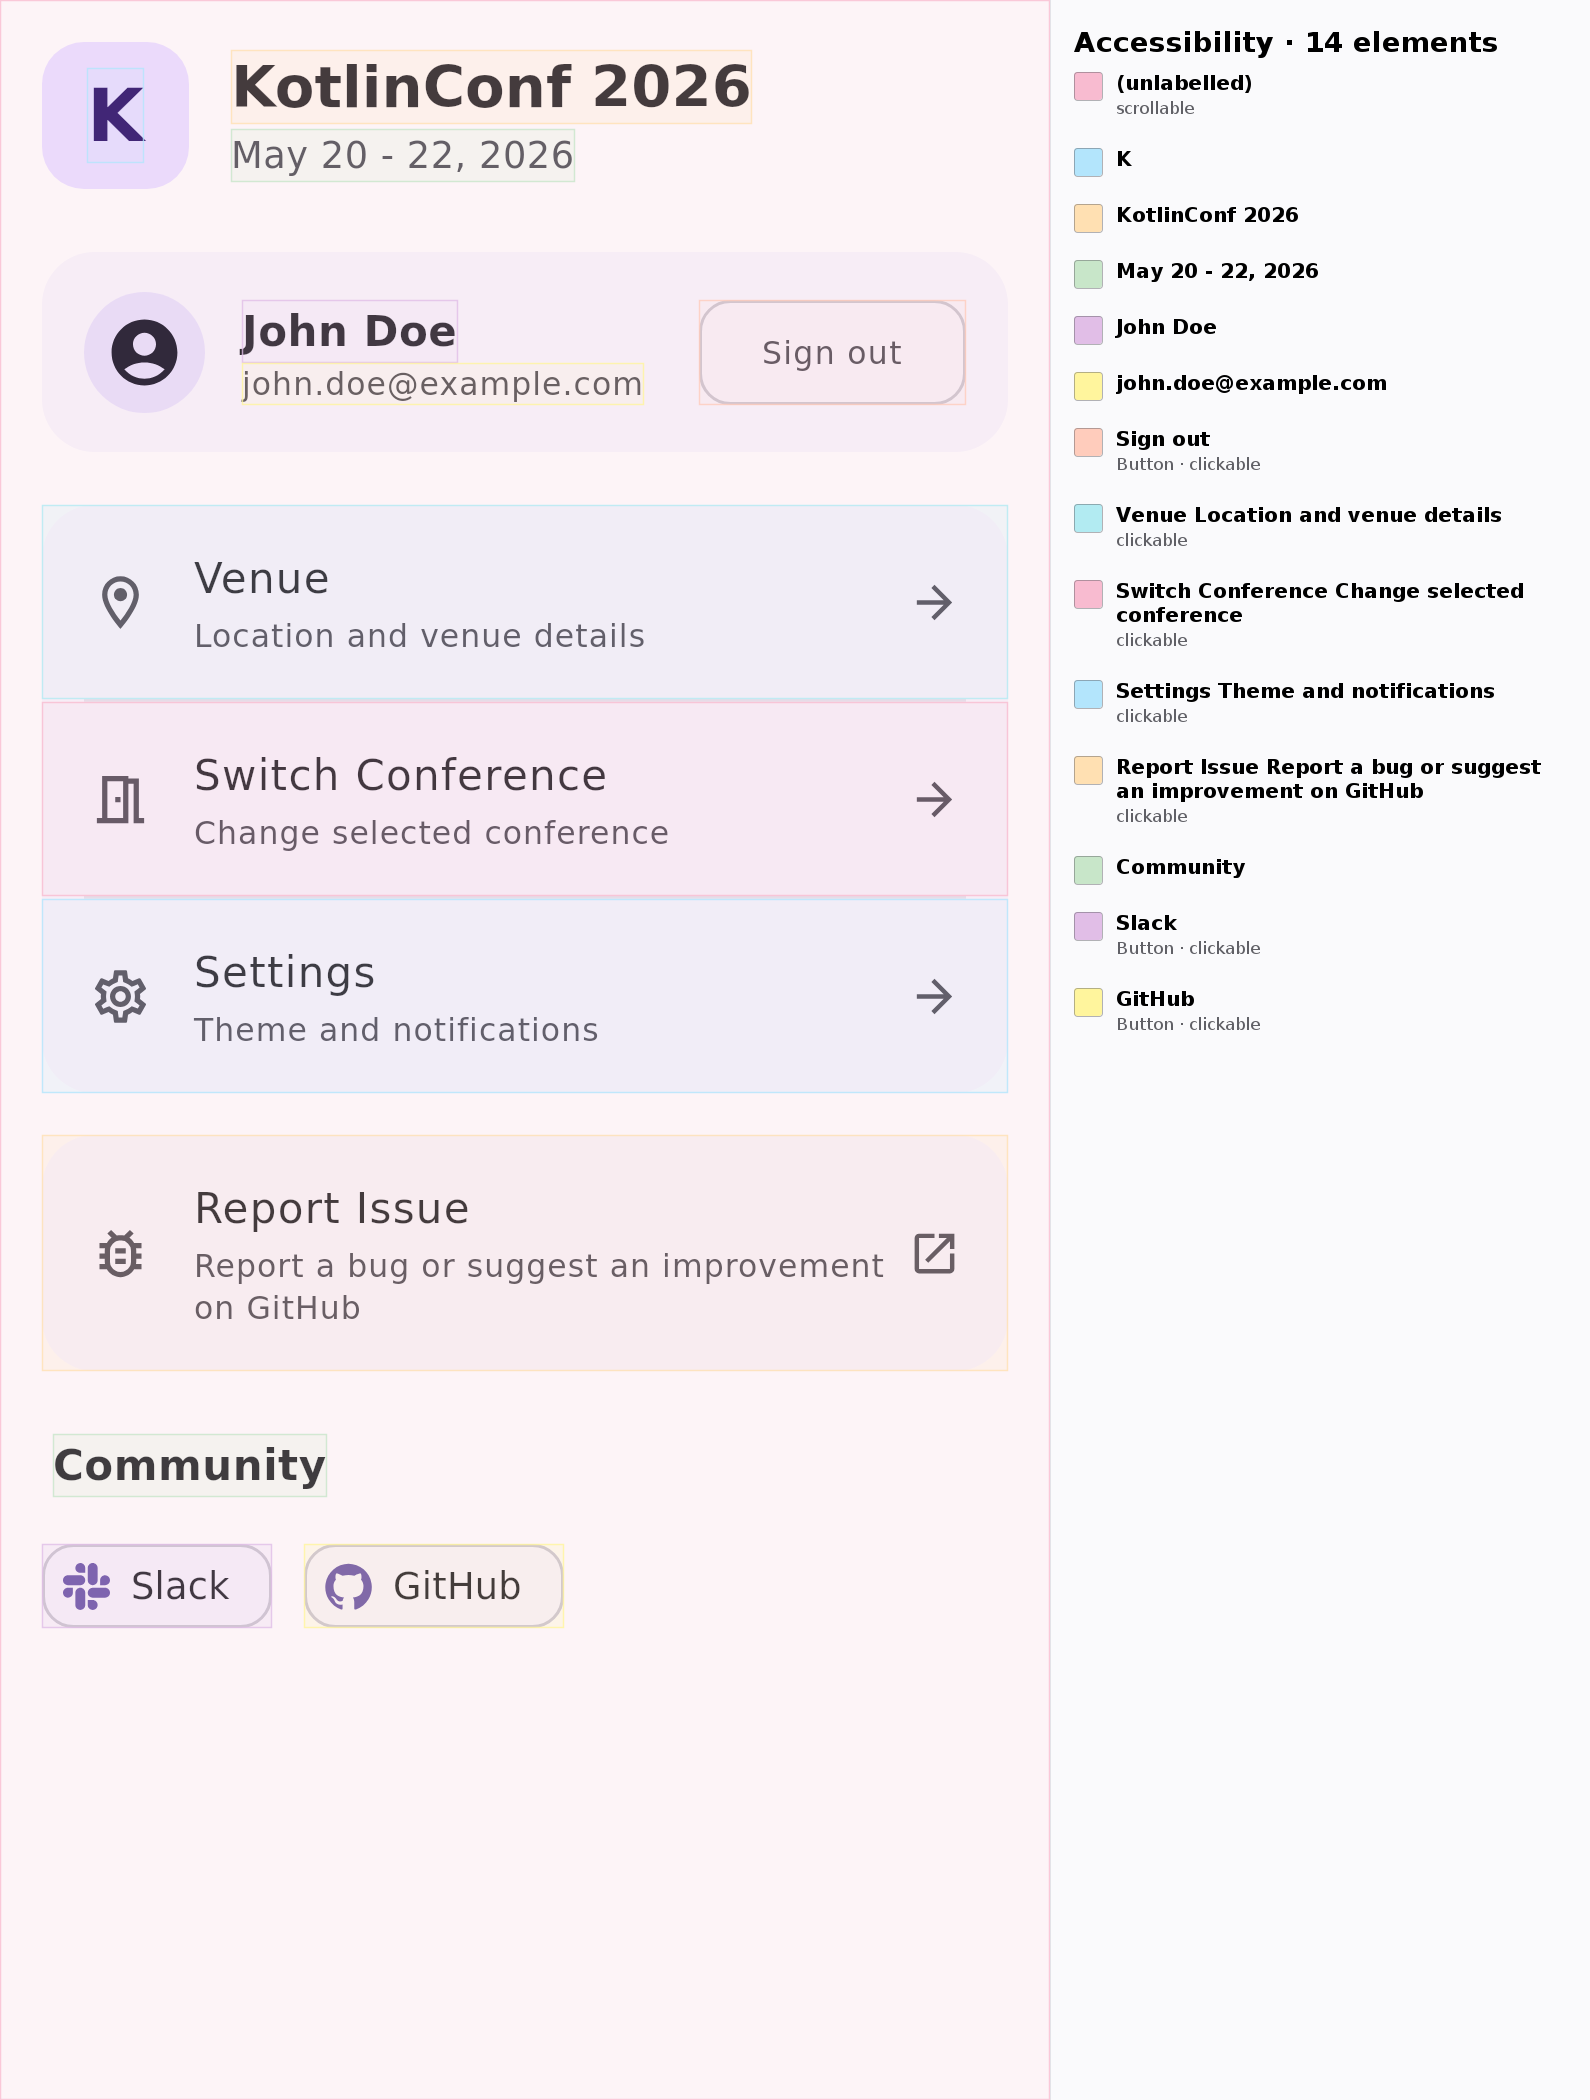 K
KotlinConf 2026
May 20 - 22, 2026
John Doe
john.doe@example.com
Sign out
Venue
Location and venue details
Switch Conference
Change selected conference
Settings
Theme and notifications
Report Issue
Report a bug or suggest an improvement
on GitHub
Community
Slack
GitHub
Accessibility · 14 elements
(unlabelled)
scrollable
K
KotlinConf 2026
May 20 - 22, 2026
John Doe
john.doe@example.com
Sign out
Button · clickable
Venue Location and venue details
clickable
Switch Conference Change selected
conference
clickable
Settings Theme and notifications
clickable
Report Issue Report a bug or suggest
an improvement on GitHub
clickable
Community
Slack
Button · clickable
GitHub
Button · clickable